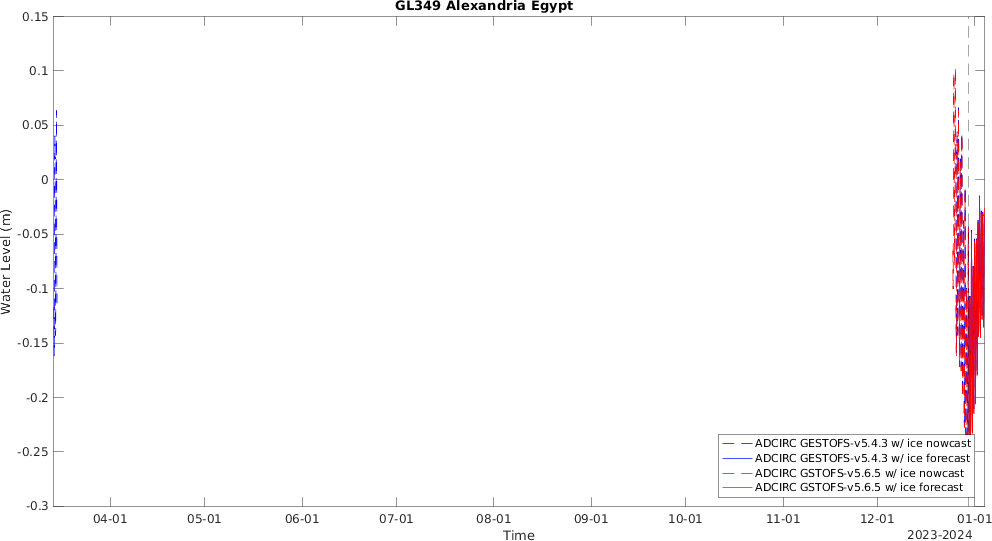 GL349 Alexandria Egypt
0.15
0.1
0.05
0
-0.05
-0.1
-0.15
-0.2
-0.25
-0.3
Water Level (m)
ADCIRC GESTOFS-v5.4.3 w/ ice nowcast
ADCIRC GESTOFS-v5.4.3 w/ ice forecast
ADCIRC GSTOFS-v5.6.5 w/ ice nowcast
ADCIRC GSTOFS-v5.6.5 w/ ice forecast
04-01 05-01 06-01 07-01 08-01 09-01 10-01 11-01 12-01 01-01
Time
2023-2024